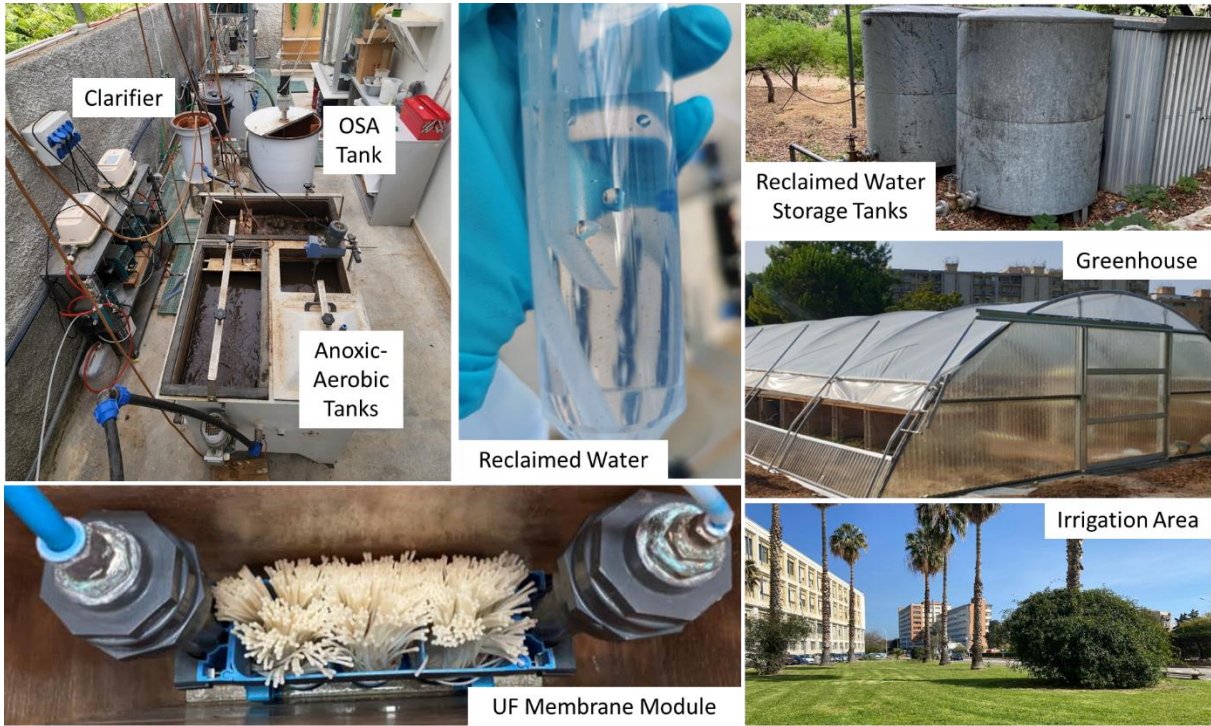 Clarifier
OSA
Tank
Anoxic-
Aerobic
Tanks
Reclaimed Water
Reclaimed Water
Storage Tanks
Greenhouse
UF Membrane Module
Irrigation Area